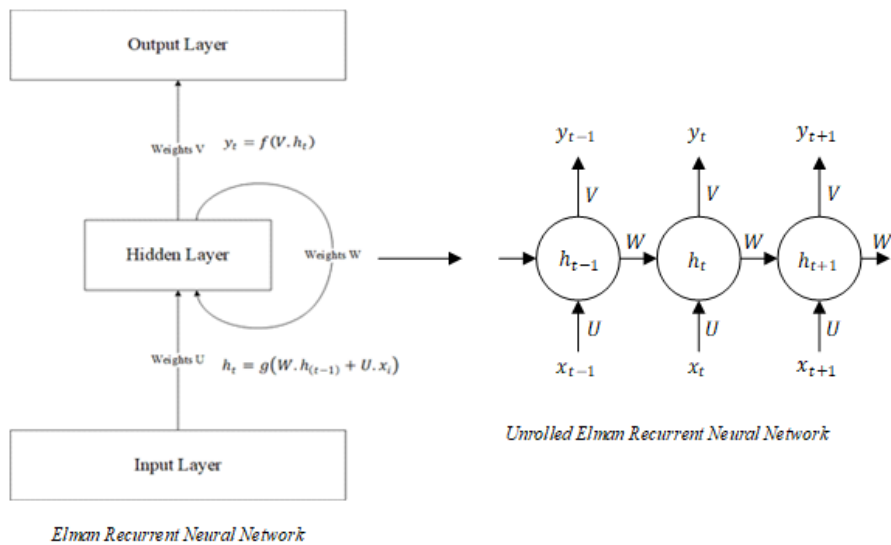 Output Layer
Weights V
y_t = f(V.h_t)
Hidden Layer
Weights W
Weights U
h_t = g(W.h_(t−1) + U.x_i)
Input Layer
Elman Recurrent Neural Network
y_{t−1} y_t y_{t+1}
V V V
W W W
h_{t−1} h_t h_{t+1}
U U U
x_{t−1} x_t x_{t+1}
Unrolled Elman Recurrent Neural Network